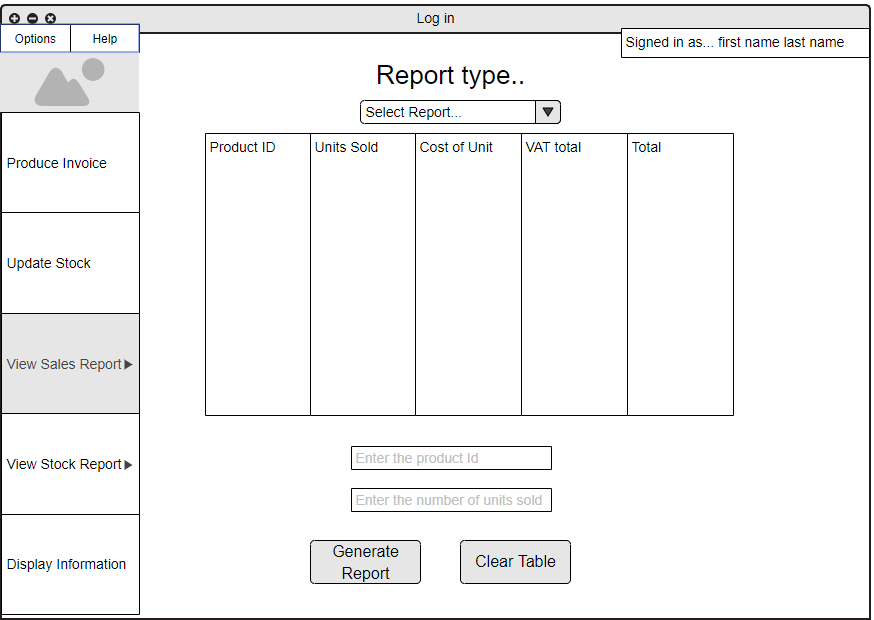 Log in
Options Help
Signed in as... first name last name
Report type..
Select Report...
Product ID Units Sold Cost of Unit VAT total Total
Produce Invoice
Update Stock
View Sales Report
View Stock Report
Display Information
Enter the product Id
Enter the number of units sold
Generate
Report
Clear Table